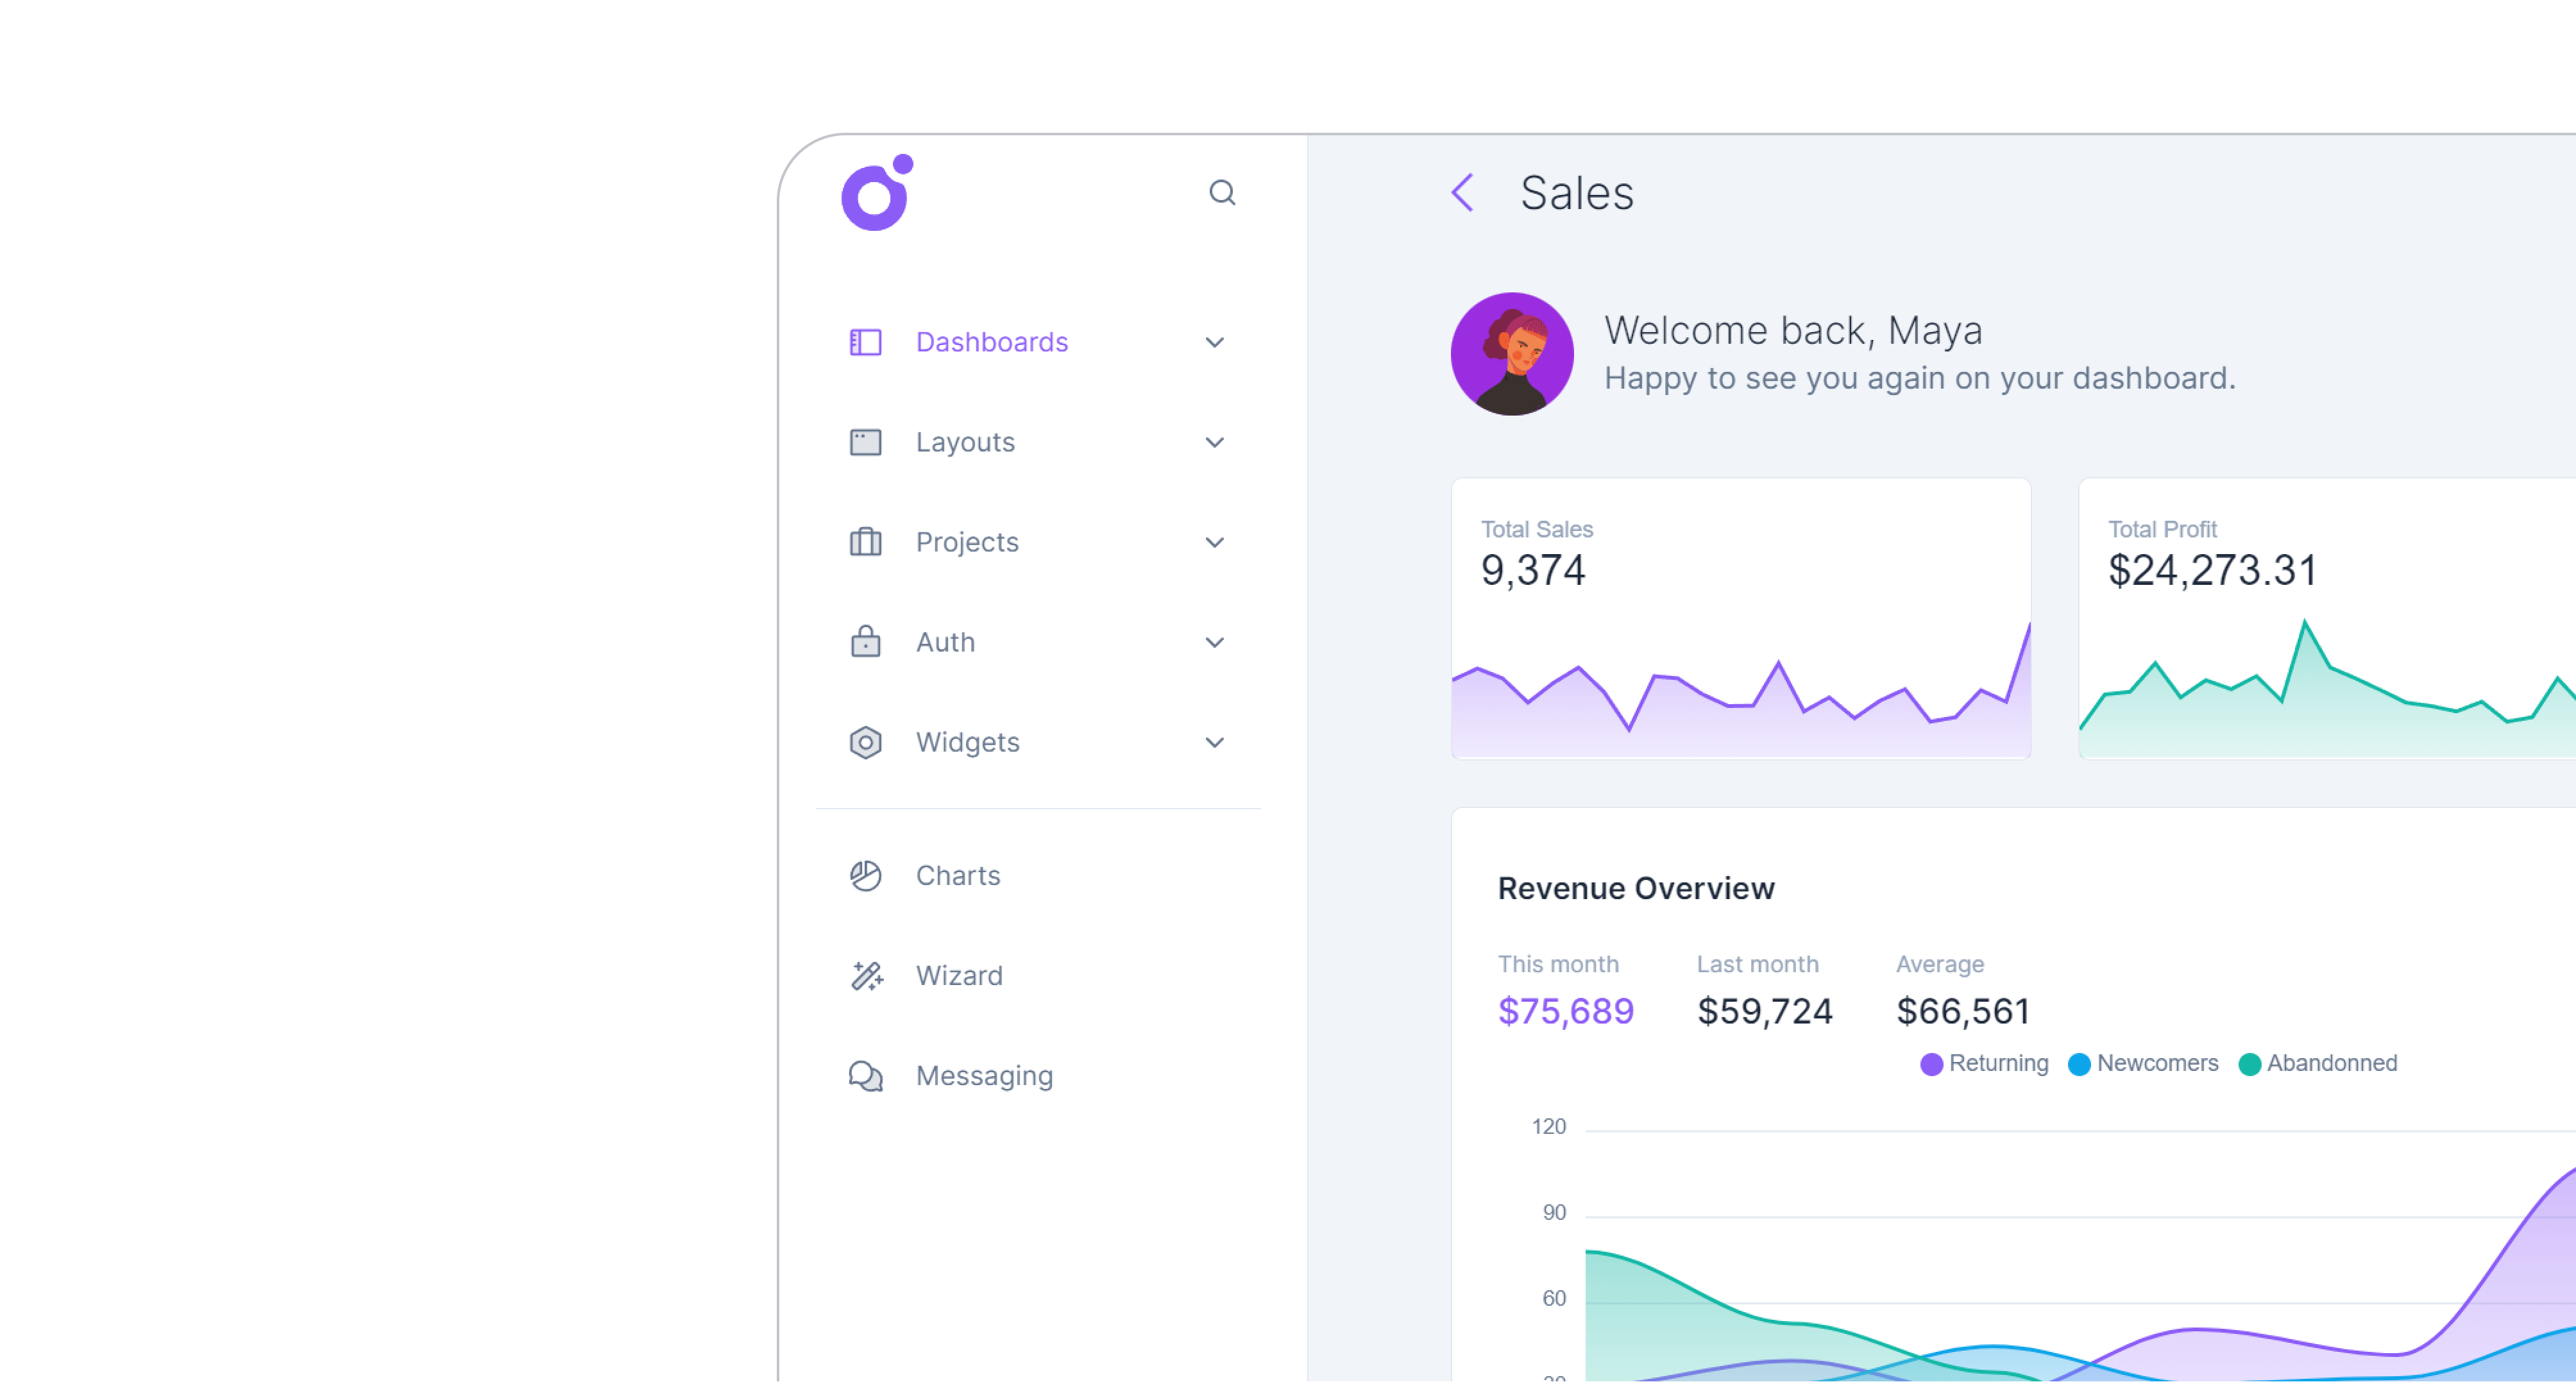 Dashboards
Layouts
Projects
Auth
Widgets
Charts
Wizard
Messaging
Sales
Welcome back, Maya
Happy to see you again on your dashboard.
Total Sales
9,374
Total Profit
$24,273.31
Revenue Overview
This month Last month Average
$75,689 $59,724 $66,561
Returning Newcomers Abandonned
120
90
60